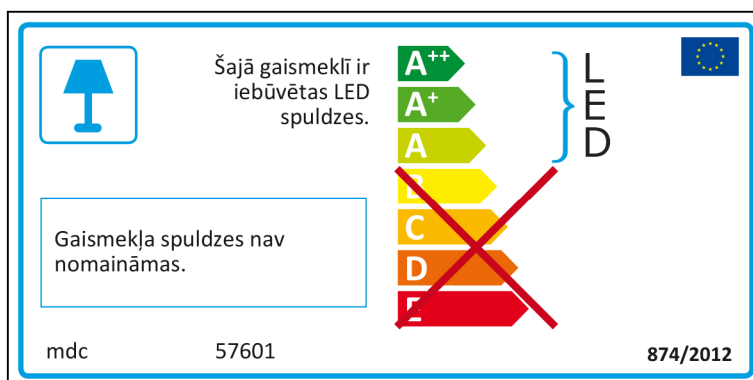 Šajā gaismeklī ir
iebūvētas LED
spuldzes.
A++
A+
A
B
C
D
E
L
E
D
Gaismekļa spuldzes nav
nomaināmas.
mdc 57601
874/2012